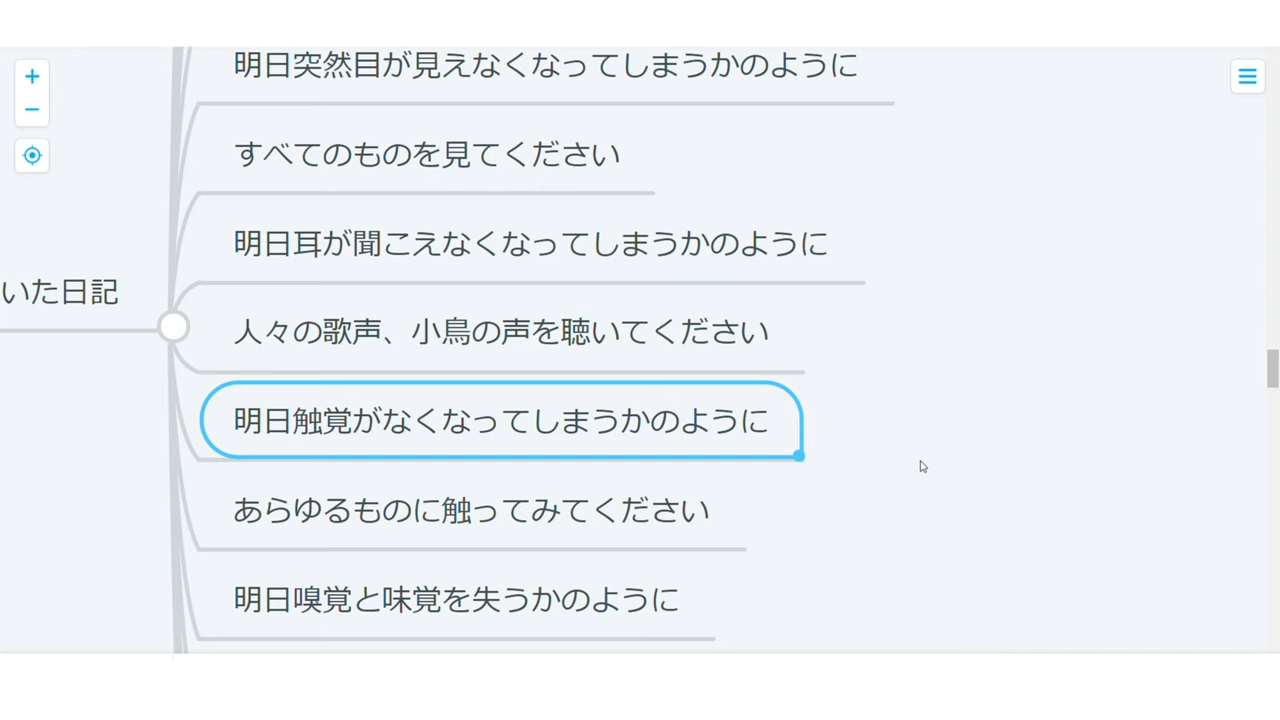 明日突然目が見えなくなってしまうかのように
すべてのものを見てください
明日耳が聞こえなくなってしまうかのように
いた日記
人々の歌声、小鳥の声を聴いてください
明日触覚がなくなってしまうかのように
あらゆるものに触ってみてください
明日嗅覚と味覚を失うかのように